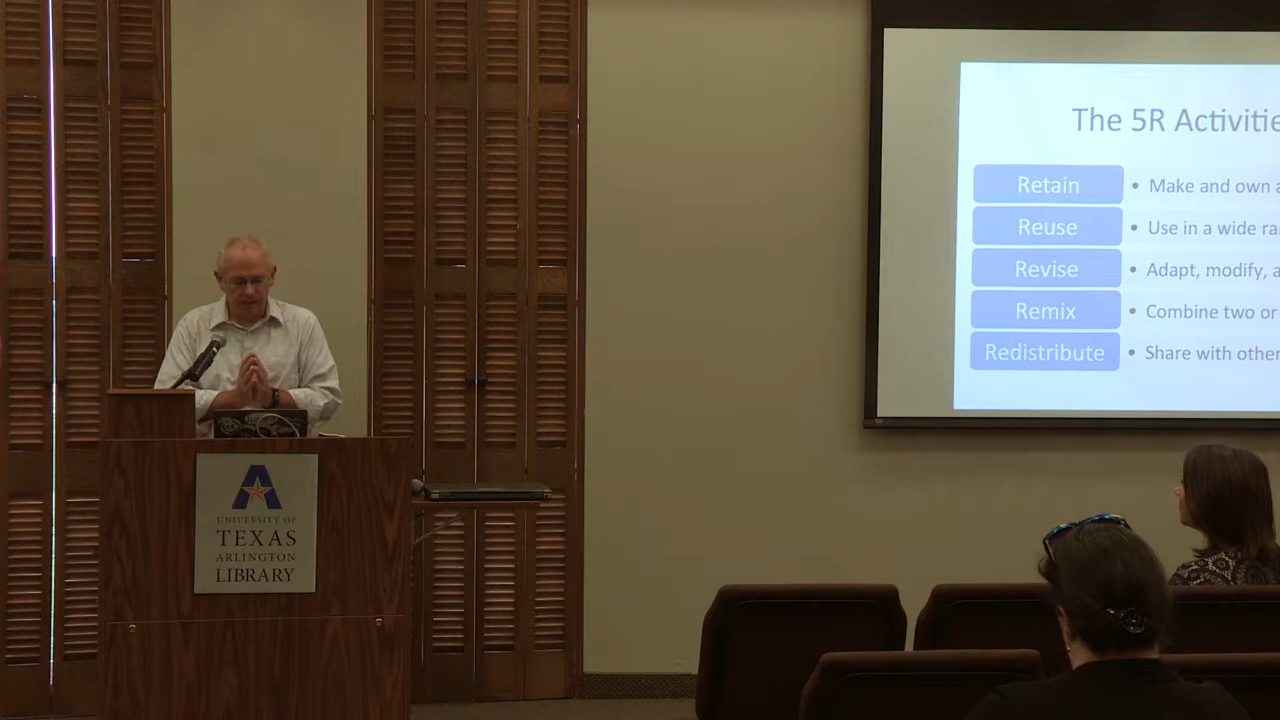 The 5R Activitie
Retain
• Make and own a
Reuse
• Use in a wide ra
Revise
• Adapt, modify, a
Remix
• Combine two or
Redistribute
• Share with other
UNIVERSITY OF
TEXAS
ARLINGTON
LIBRARY